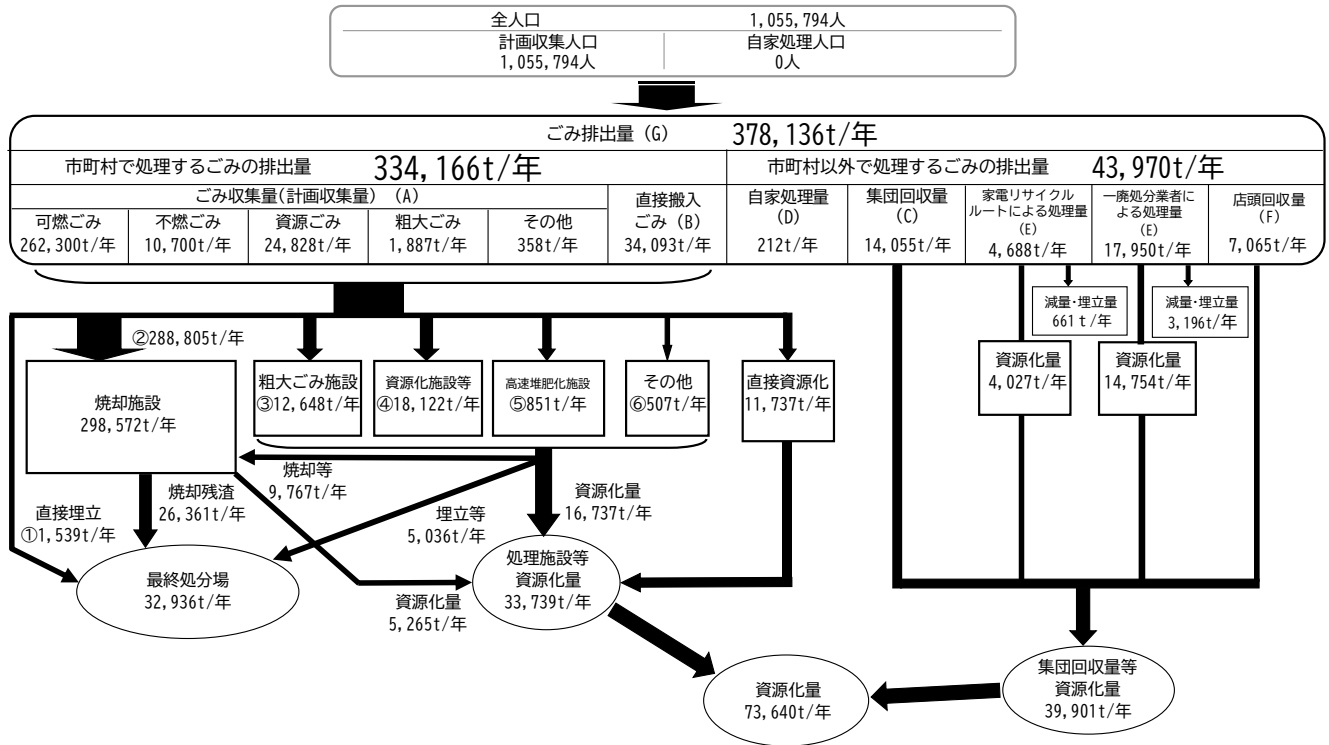 全人口 1,055,794人
計画収集人口 自家処理人口
1,055,794人 0人
ごみ排出量(G) 378,136t/年
市町村で処理するごみの排出量 334,166t/年
市町村以外で処理するごみの排出量 43,970t/年
ごみ収集量(計画収集量) (A)
可燃ごみ
262,300t/年
不燃ごみ
10,700t/年
資源ごみ
24,828t/年
粗大ごみ
1,887t/年
その他
358t/年
直接搬入
ごみ(B)
34,093t/年
自家処理量
(D)
212t/年
集団回収量
(C)
14,055t/年
家電リサイクル
ルートによる処理量
(E)
4,688t/年
一廃処分業者に
よる処理量
(E)
17,950t/年
店頭回収量
(F)
7,065t/年
減量・埋立量
661t/年
減量・埋立量
3,196t/年
資源化量
4,027t/年
資源化量
14,754t/年
②288,805t/年
焼却施設
298,572t/年
粗大ごみ施設
③12,648t/年
資源化施設等
④18,122t/年
高速堆肥化施設
⑤851t/年
その他
⑥507t/年
直接資源化
11,737t/年
焼却等
9,767t/年
焼却残渣
26,361t/年
直接埋立
①1,539t/年
埋立等
5,036t/年
資源化量
16,737t/年
最終処分場
32,936t/年
資源化量
5,265t/年
処理施設等
資源化量
33,739t/年
資源化量
73,640t/年
集団回収量等
資源化量
39,901t/年